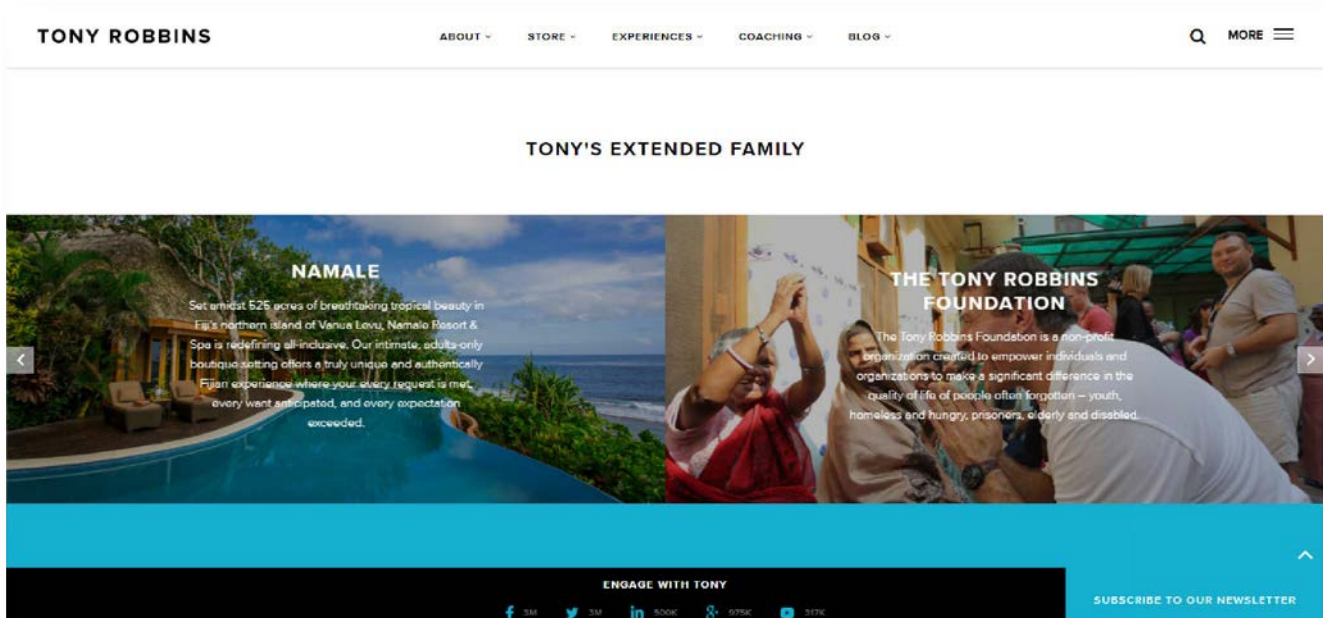 TONY ROBBINS
ABOUT
STORE
EXPERIENCES
COACHING
BLOG
MORE
TONY'S EXTENDED FAMILY
NAMALE
Set amidst 525 acres of breathtaking tropical beauty in
Fiji's northern island of Vanua Levu, Namale Resort &
Spa is redefining all-inclusive. Our intimate, adults-only
boutique setting offers a truly unique and authentically
Fijian experience where your every request is met,
every want anticipated, and every expectation
exceeded.
THE TONY ROBBINS
FOUNDATION
The Tony Robbins Foundation is a non-profit
organization created to empower individuals and
organizations to make a significant difference in the
quality of life of people often forgotten – youth,
homeless and hungry, prisoners, elderly and disabled.
ENGAGE WITH TONY
3M
3M
500K
975K
317K
SUBSCRIBE TO OUR NEWSLETTER